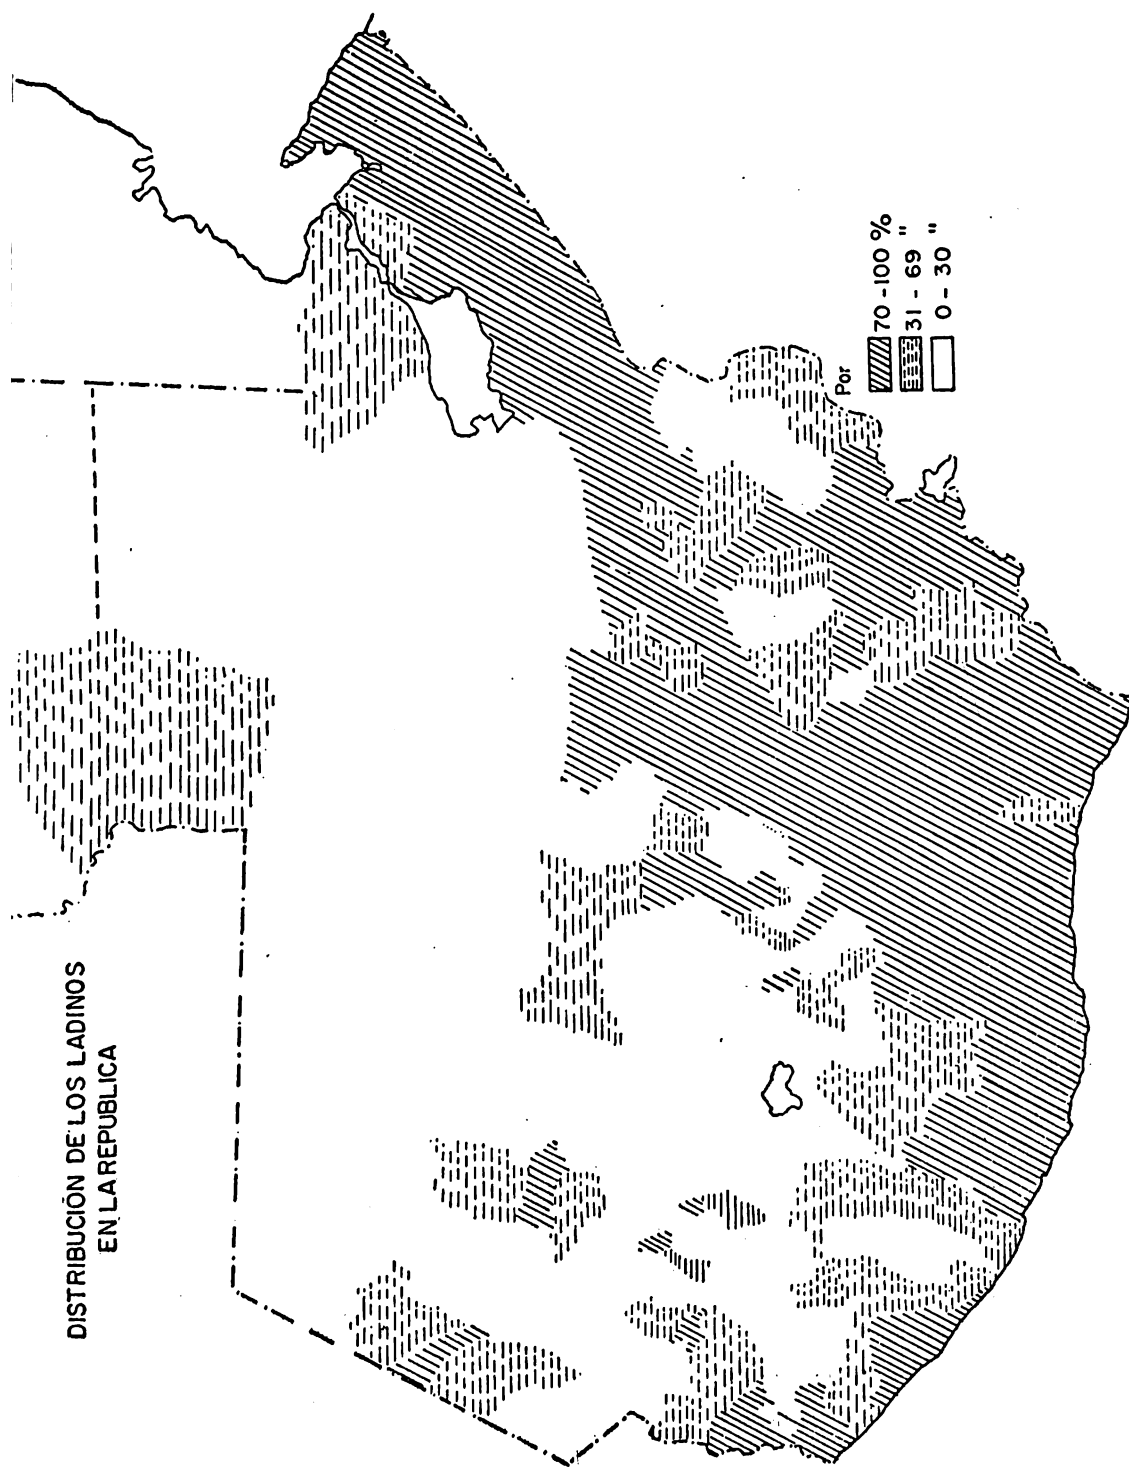 DISTRIBUCIÓN DE LOS LADINOS
EN LA REPUBLICA
Por
70-100 %
31 - 69 "
0 - 30 "